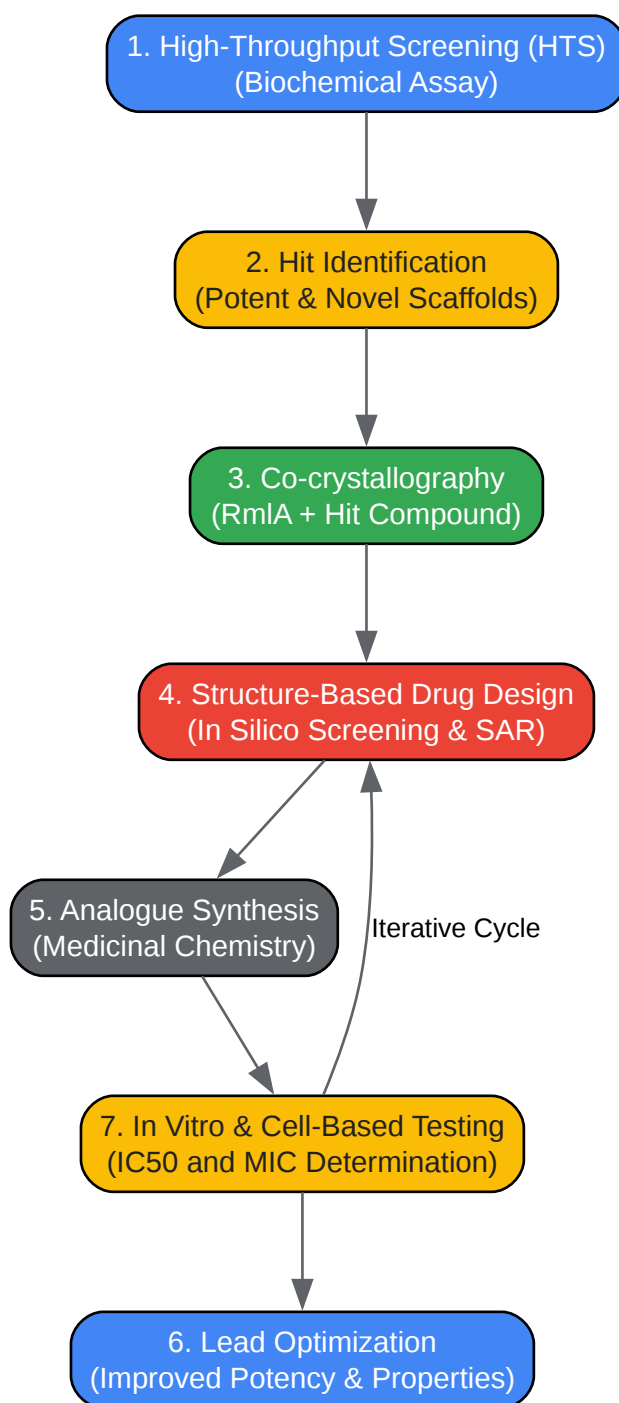 1. High-Throughput Screening (HTS)
(Biochemical Assay)
2. Hit Identification
(Potent & Novel Scaffolds)
3. Co-crystallography
(RmlA + Hit Compound)
4. Structure-Based Drug Design
(In Silico Screening & SAR)
5. Analogue Synthesis
(Medicinal Chemistry)
Iterative Cycle
7. In Vitro & Cell-Based Testing
(IC50 and MIC Determination)
6. Lead Optimization
(Improved Potency & Properties)